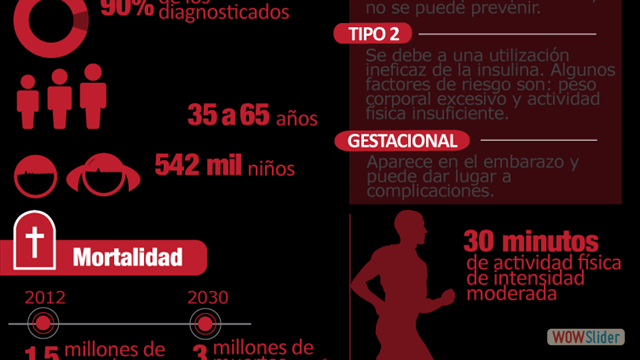 90% de los
diagnosticados
35 a 65 años
542 mil niños
Mortalidad
2012
2030
1,5 millones de
3 millones de
muertes
no se puede prevenir.
TIPO 2
Se debe a una utilización
ineficaz de la insulina. Algunos
factores de riesgo son: peso
corporal excesivo y actividad
física insuficiente.
GESTACIONAL
Aparece en el embarazo y
puede dar lugar a
complicaciones.
30 minutos
de actividad física
de intensidad
moderada
WOWSlider